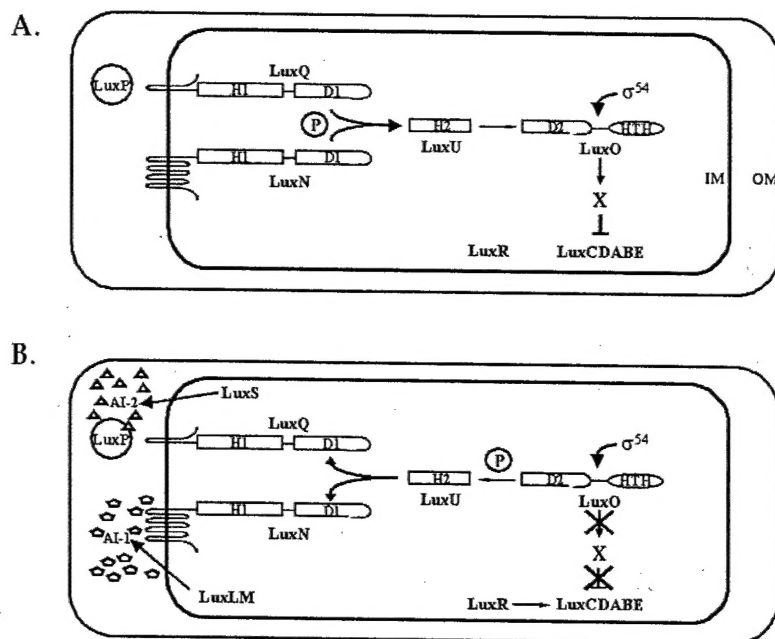 A.
LuxP
LuxQ
H1 D1
P
H2
LuxU
D2 HTH
LuxO
σ54
H1 D1
LuxN
X
LuxR LuxCDABE
IM OM
B.
AI-2
LuxS
LuxP
LuxQ
H1 D1
P
H2
LuxU
D2 HTH
LuxO
σ54
H1 D1
LuxN
AI-1
X
LuxLM
LuxR LuxCDABE